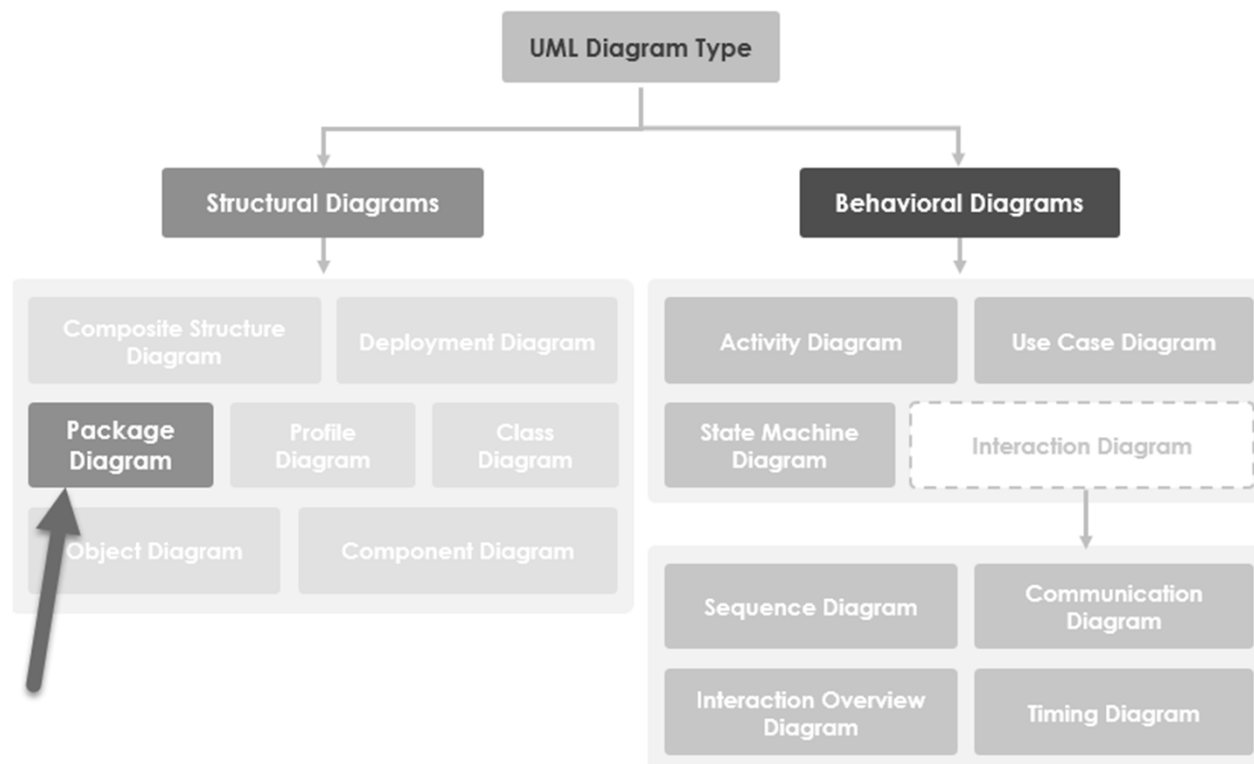 UML Diagram Type
Structural Diagrams
Behavioral Diagrams
Composite Structure
Diagram
Deployment Diagram
Package
Diagram
Profile
Diagram
Class
Diagram
Object Diagram
Component Diagram
Activity Diagram
Use Case Diagram
State Machine
Diagram
Interaction Diagram
Sequence Diagram
Communication
Diagram
Interaction Overview
Diagram
Timing Diagram